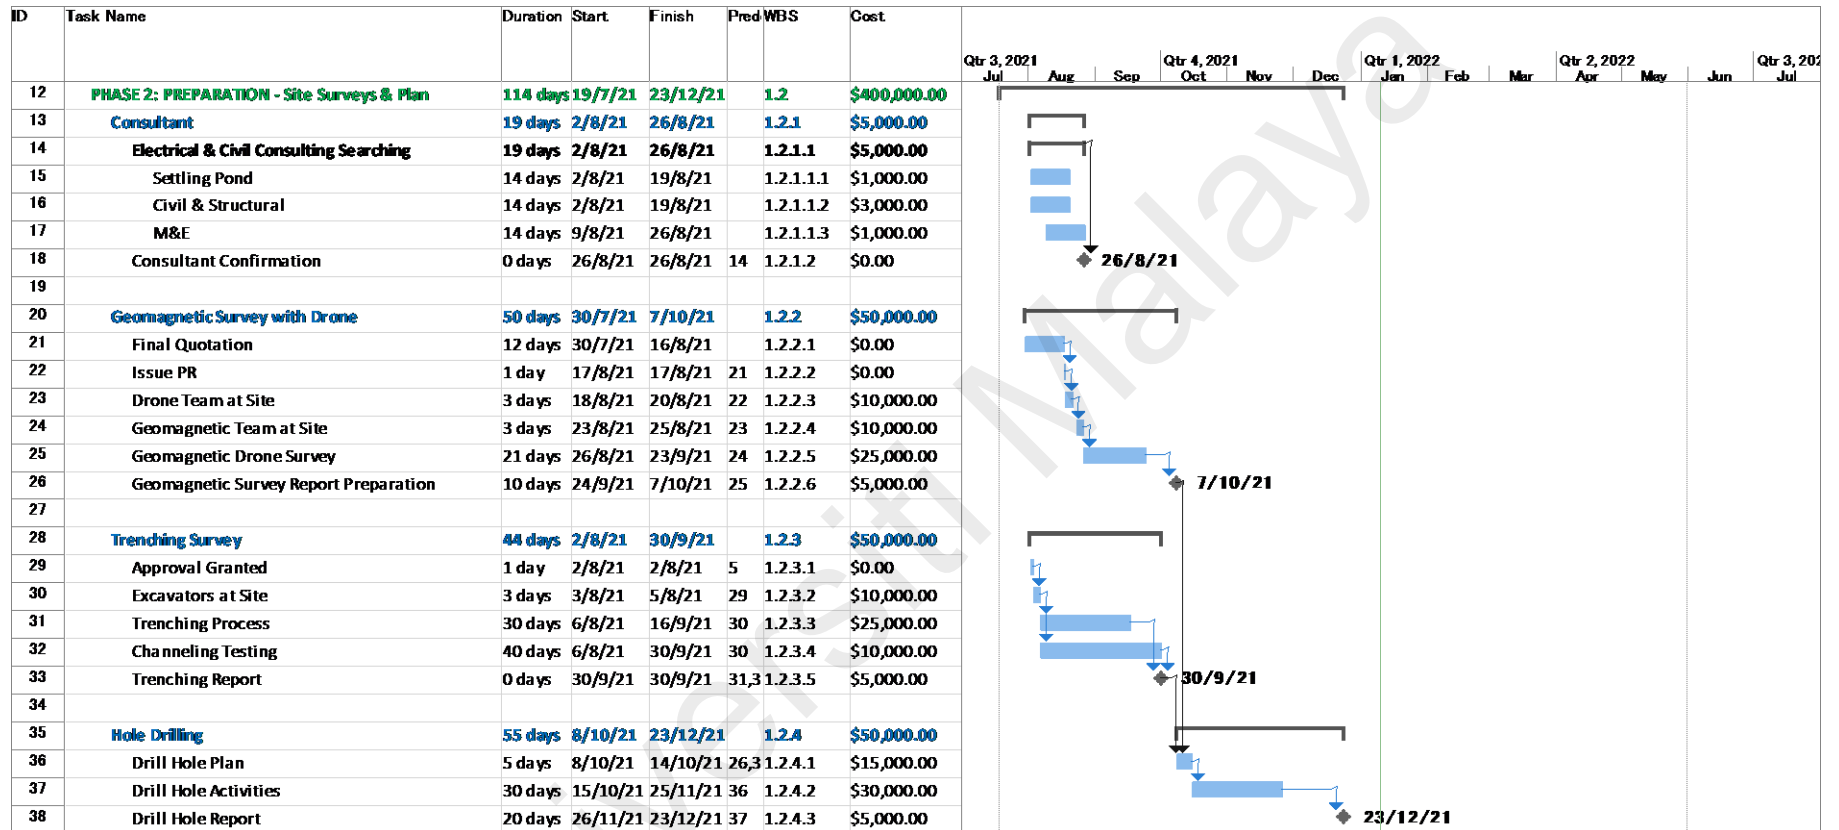 ID Task Name Duration Start Finish Pred WBS Cost
Qtr 3, 2021 Qtr 4, 2021 Qtr 1, 2022 Qtr 2, 2022 Qtr 3, 202
Jul Aug Sep Oct Nov Dec Jan Feb Mar Apr May Jun Jul
12 PHASE 2: PREPARATION - Site Surveys & Plan 114 days 19/7/21 23/12/21 1.2 $400,000.00
13 Consultant 19 days 2/8/21 26/8/21 1.2.1 $5,000.00
14 Electrical & Civil Consulting Searching 19 days 2/8/21 26/8/21 1.2.1.1 $5,000.00
15 Settling Pond 14 days 2/8/21 19/8/21 1.2.1.1.1 $1,000.00
16 Civil & Structural 14 days 2/8/21 19/8/21 1.2.1.1.2 $3,000.00
17 M&E 14 days 9/8/21 26/8/21 1.2.1.1.3 $1,000.00
18 Consultant Confirmation 0 days 26/8/21 26/8/21 14 1.2.1.2 $0.00 26/8/21
19
20 Geomagnetic Survey with Drone 50 days 30/7/21 7/10/21 1.2.2 $50,000.00
21 Final Quotation 12 days 30/7/21 16/8/21 1.2.2.1 $0.00
22 Issue PR 1 day 17/8/21 17/8/21 21 1.2.2.2 $0.00
23 Drone Team at Site 3 days 18/8/21 20/8/21 22 1.2.2.3 $10,000.00
24 Geomagnetic Team at Site 3 days 23/8/21 25/8/21 23 1.2.2.4 $10,000.00
25 Geomagnetic Drone Survey 21 days 26/8/21 23/9/21 24 1.2.2.5 $25,000.00
26 Geomagnetic Survey Report Preparation 10 days 24/9/21 7/10/21 25 1.2.2.6 $5,000.00 7/10/21
27
28 Trenching Survey 44 days 2/8/21 30/9/21 1.2.3 $50,000.00
29 Approval Granted 1 day 2/8/21 2/8/21 5 1.2.3.1 $0.00
30 Excavators at Site 3 days 3/8/21 5/8/21 29 1.2.3.2 $10,000.00
31 Trenching Process 30 days 6/8/21 16/9/21 30 1.2.3.3 $25,000.00
32 Channeling Testing 40 days 6/8/21 30/9/21 30 1.2.3.4 $10,000.00
33 Trenching Report 0 days 30/9/21 30/9/21 31,3 1.2.3.5 $5,000.00 30/9/21
34
35 Hole Drilling 55 days 8/10/21 23/12/21 1.2.4 $50,000.00
36 Drill Hole Plan 5 days 8/10/21 14/10/21 26,3 1.2.4.1 $15,000.00
37 Drill Hole Activities 30 days 15/10/21 25/11/21 36 1.2.4.2 $30,000.00
38 Drill Hole Report 20 days 26/11/21 23/12/21 37 1.2.4.3 $5,000.00 23/12/21
iversiti Malaya